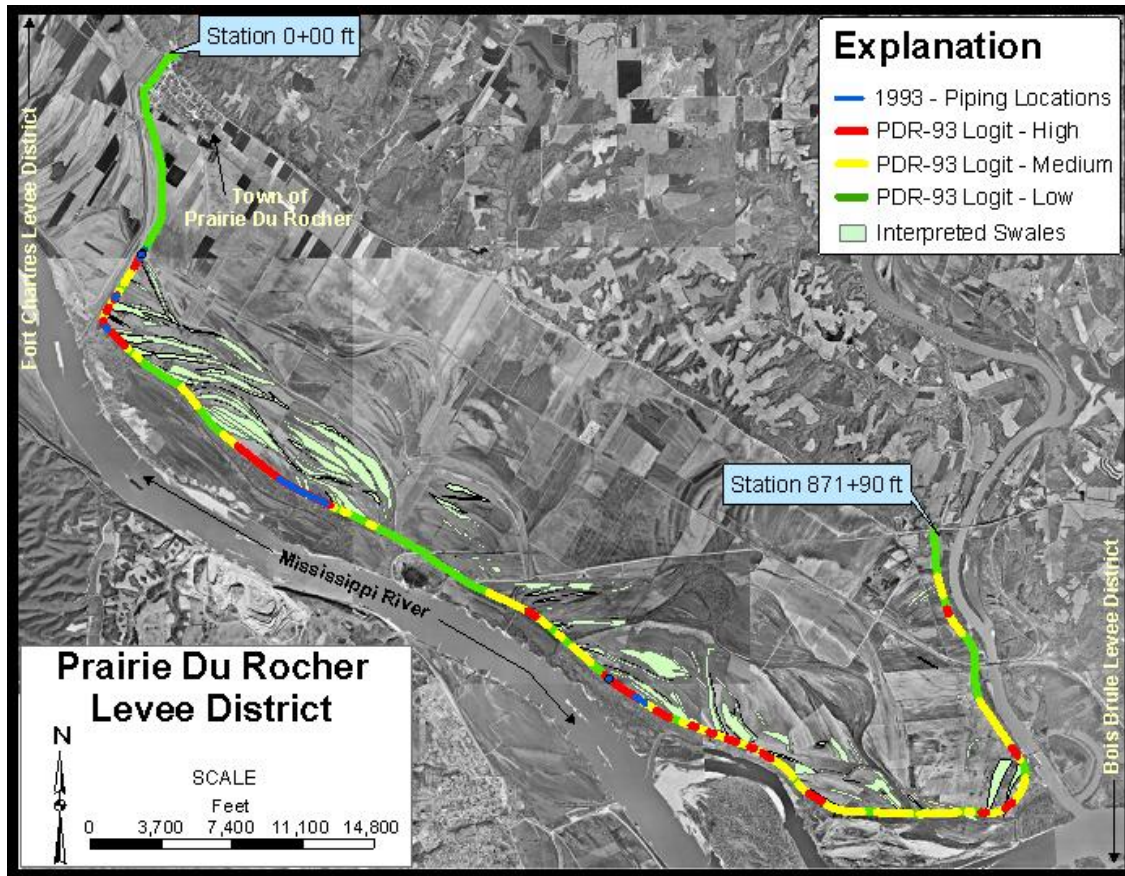 Station 0+00 ft
Explanation
1993 - Piping Locations
PDR-93 Logit - High
PDR-93 Logit - Medium
PDR-93 Logit - Low
Interpreted Swales
Fort Chartres Levee District
Town of
Prairie Du Rocher
Station 871+90 ft
Mississippi River
Bois Brule Levee District
Prairie Du Rocher
Levee District
N
SCALE
Feet
0 3,700 7,400 11,100 14,800